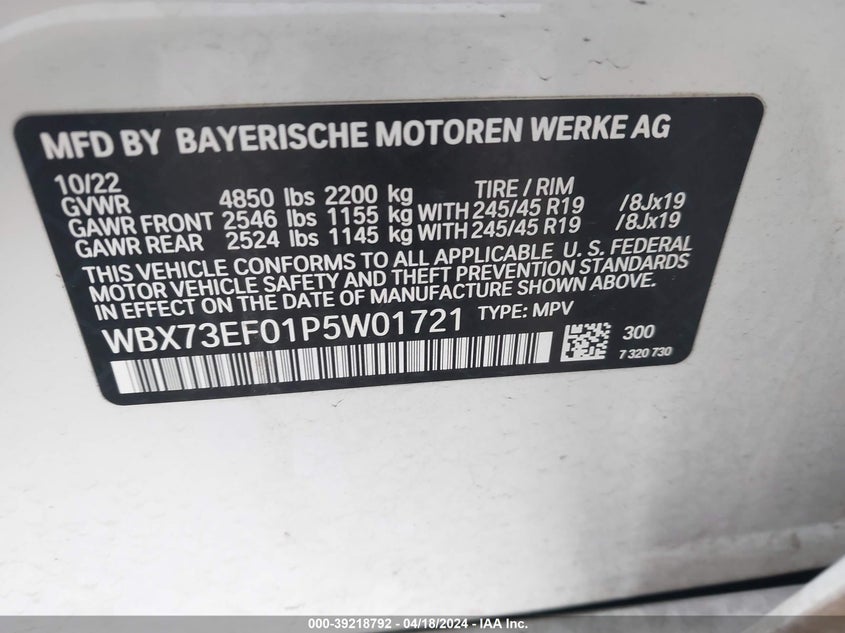 MFD BY BAYERISCHE MOTOREN WERKE AG
10/22 TIRE / RIM
GVWR 4850 lbs 2200 kg
GAWR FRONT 2546 lbs 1155 kg WITH 245/45 R19 /8Jx19
GAWR REAR 2524 lbs 1145 kg WITH 245/45 R19 /8Jx19
THIS VEHICLE CONFORMS TO ALL APPLICABLE U. S. FEDERAL
MOTOR VEHICLE SAFETY AND THEFT PREVENTION STANDARDS
IN EFFECT ON THE DATE OF MANUFACTURE SHOWN ABOVE.
WBX73EF01P5W01721 TYPE: MPV
300
7 320 730
000-39218792 - 04/18/2024 - IAA Inc.